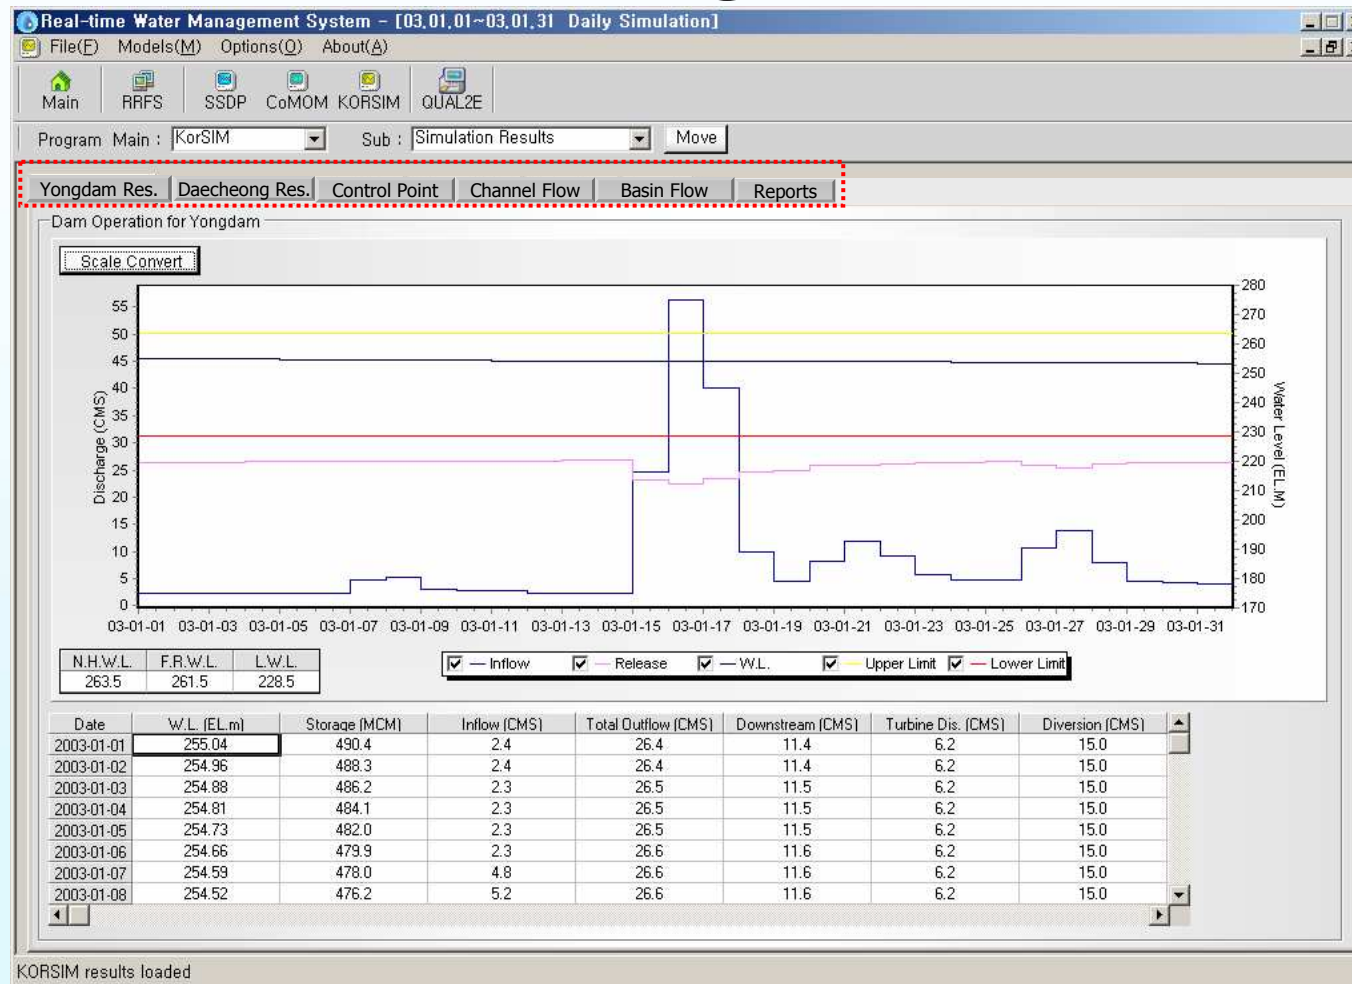 Real-time Water Management System - [03.01.01~03.01.31 Daily Simulation]
File(F) Models(M) Options(O) About(A)
Main RRFS SSDP CoMOM KORSIM QUAL2E
Program Main : KorSIM Sub : Simulation Results Move
Yongdam Res. Daecheong Res. Control Point Channel Flow Basin Flow Reports
Dam Operation for Yongdam
Scale Convert
55
50
45
40
35
30
25
20
15
10
5
0
Discharge (CMS)
280
270
260
250
240
230
220
210
200
190
180
170
Water Level (EL.M)
03-01-01 03-01-03 03-01-05 03-01-07 03-01-09 03-01-11 03-01-13 03-01-15 03-01-17 03-01-19 03-01-21 03-01-23 03-01-25 03-01-27 03-01-29 03-01-31
N.H.W.L. F.R.W.L. L.W.L.
263.5 261.5 228.5
Inflow Release W.L. Upper Limit Lower Limit
Date W.L. (EL.m) Storage (MCM) Inflow (CMS) Total Outflow (CMS) Downstream (CMS) Turbine Dis. (CMS) Diversion (CMS)
2003-01-01 255.04 490.4 2.4 26.4 11.4 6.2 15.0
2003-01-02 254.96 488.3 2.4 26.4 11.4 6.2 15.0
2003-01-03 254.88 486.2 2.3 26.5 11.5 6.2 15.0
2003-01-04 254.81 484.1 2.3 26.5 11.5 6.2 15.0
2003-01-05 254.73 482.0 2.3 26.5 11.5 6.2 15.0
2003-01-06 254.66 479.9 2.3 26.6 11.6 6.2 15.0
2003-01-07 254.59 478.0 4.8 26.6 11.6 6.2 15.0
2003-01-08 254.52 476.2 5.2 26.6 11.6 6.2 15.0
KORSIM results loaded